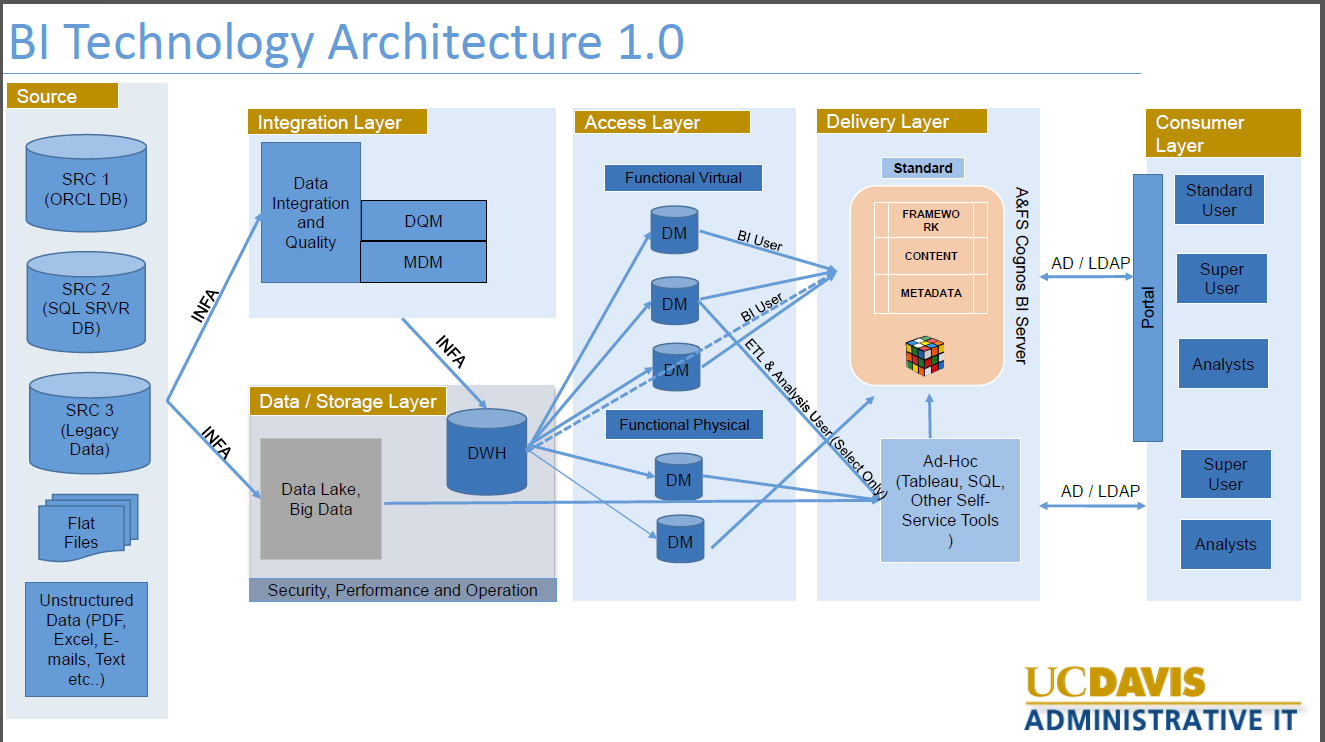 BI Technology Architecture 1.0
Source
SRC 1
(ORCL DB)
SRC 2
(SQL SRVR
DB)
SRC 3
(Legacy
Data)
Flat
Files
Unstructured
Data (PDF,
Excel, E-
mails, Text
etc..)
INFA
INFA
Integration Layer
Data
Integration
and
Quality
DQM
MDM
INFA
Data / Storage Layer
Data Lake,
Big Data
DWH
Security, Performance and Operation
Access Layer
Functional Virtual
DM
DM
DM
Functional Physical
DM
DM
BI User
BI User
ETL & Analysis User (Select Only)
Delivery Layer
Standard
FRAMEWO
RK
CONTENT
METADATA
A&FS Cognos BI Server
Ad-Hoc
(Tableau, SQL,
Other Self-
Service Tools
)
AD / LDAP
AD / LDAP
Consumer
Layer
Portal
Standard
User
Super
User
Analysts
Super
User
Analysts
UCDAVIS
ADMINISTRATIVE IT